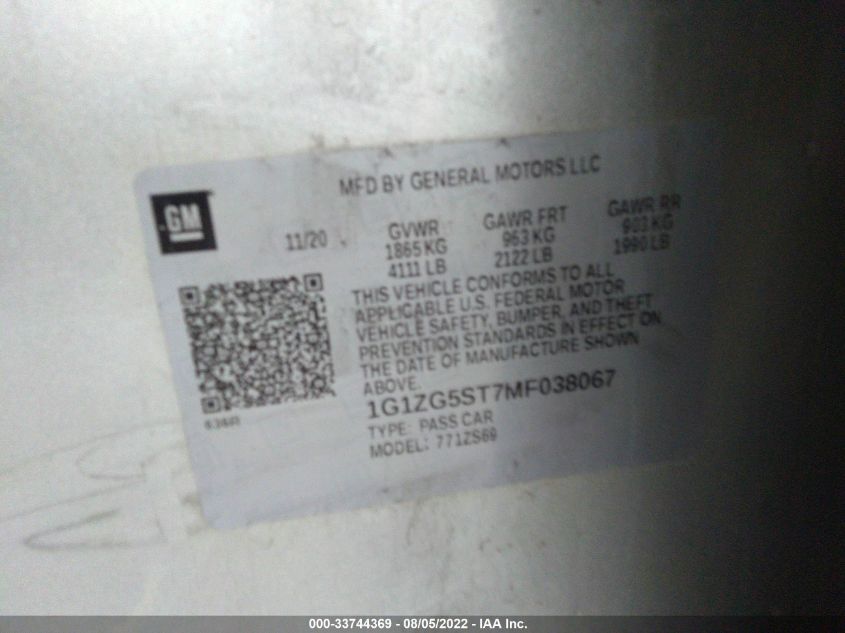 MFD BY GENERAL MOTORS LLC
GM
11/20
GVWR
1865 KG
4111 LB
GAWR FRT
963 KG
2122 LB
GAWR RR
903 KG
1990 LB
THIS VEHICLE CONFORMS TO ALL
APPLICABLE U.S. FEDERAL MOTOR
VEHICLE SAFETY, BUMPER, AND THEFT
PREVENTION STANDARDS IN EFFECT ON
THE DATE OF MANUFACTURE SHOWN
ABOVE.
1G1ZG5ST7MF038067
TYPE: PASS CAR
MODEL: 771ZS69
000-33744369 - 08/05/2022 - IAA Inc.